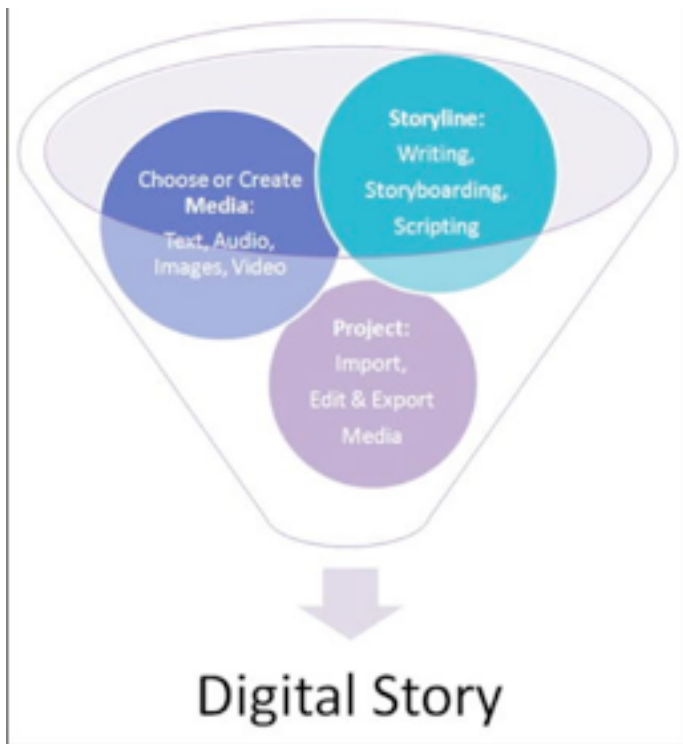 Storyline:
Writing,
Storyboarding,
Scripting
Choose or Create
Media:
Text, Audio,
Images, Video
Project:
Import,
Edit & Export
Media
Digital Story